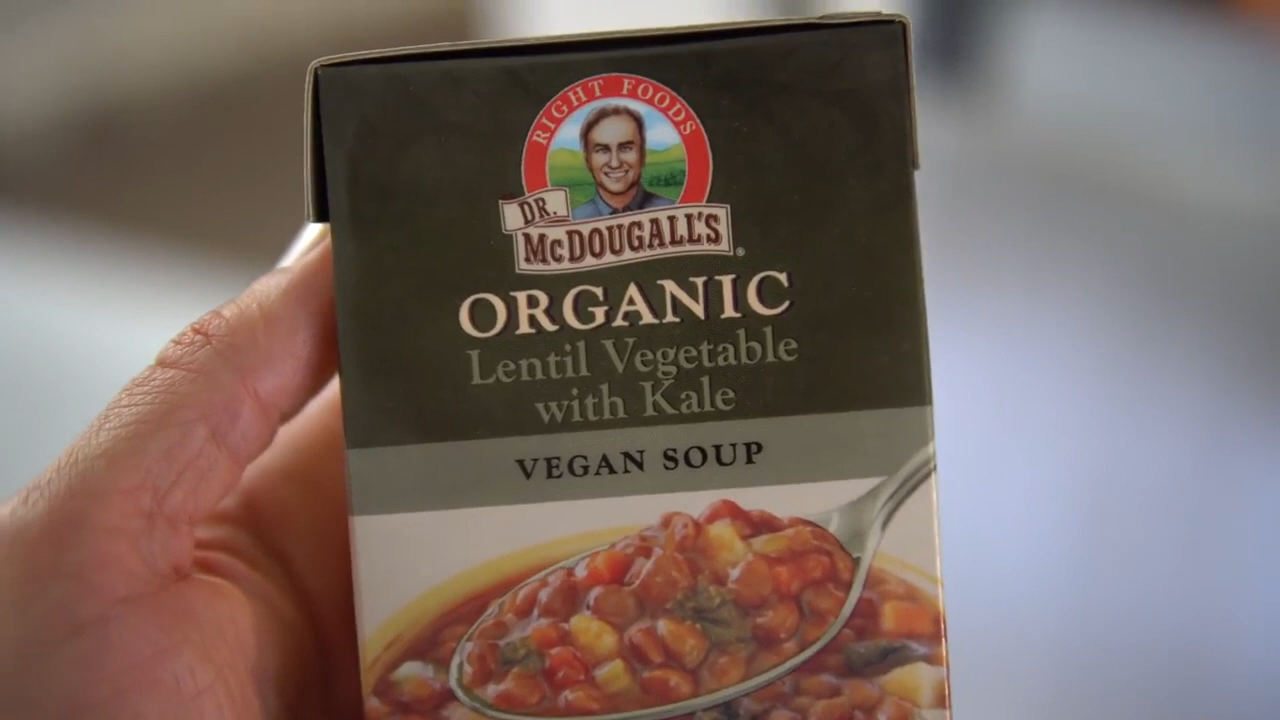 RIGHT FOODS
DR.
McDOUGALL'S®
ORGANIC
Lentil Vegetable
with Kale
VEGAN SOUP